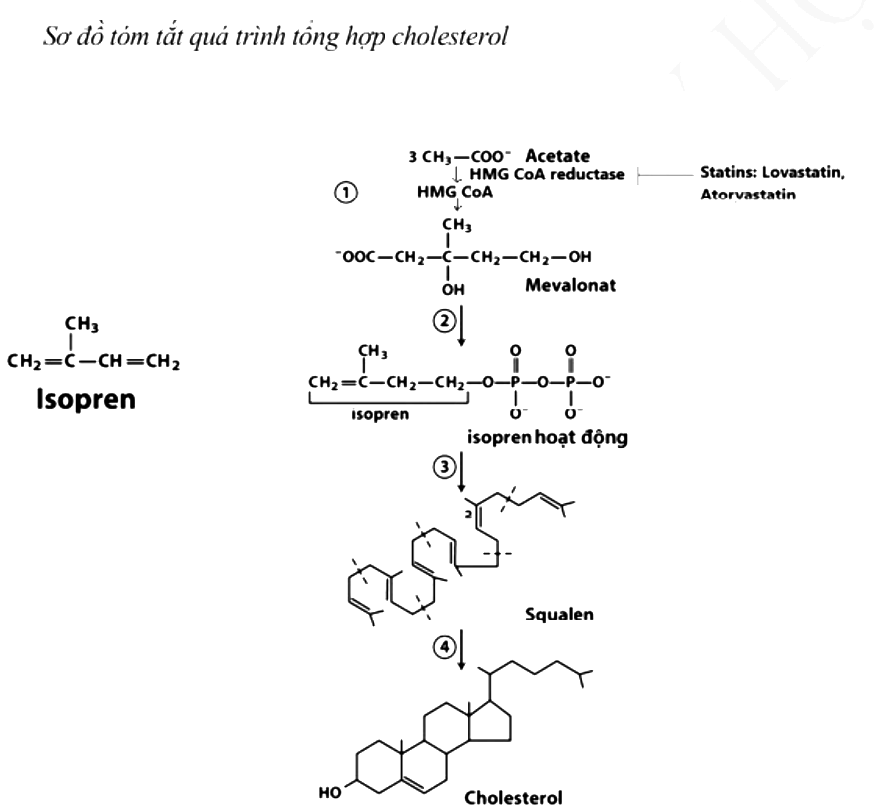 Sơ đồ tóm tắt quá trình tổng hợp cholesterol
3 CH₃—COO⁻ Acetate
HMG CoA reductase
Statins: Lovastatin,
Atorvastatin
1
HMG CoA
CH₃
⁻OOC—CH₂—C—CH₂—CH₂—OH
OH
Mevalonat
2
CH₃
CH₂=C—CH=CH₂
Isopren
CH₃
O O
CH₂=C—CH₂—CH₂—O—P—O—P—O⁻
O⁻ O⁻
isopren
isopren hoạt động
3
2
Squalen
4
HO
Cholesterol